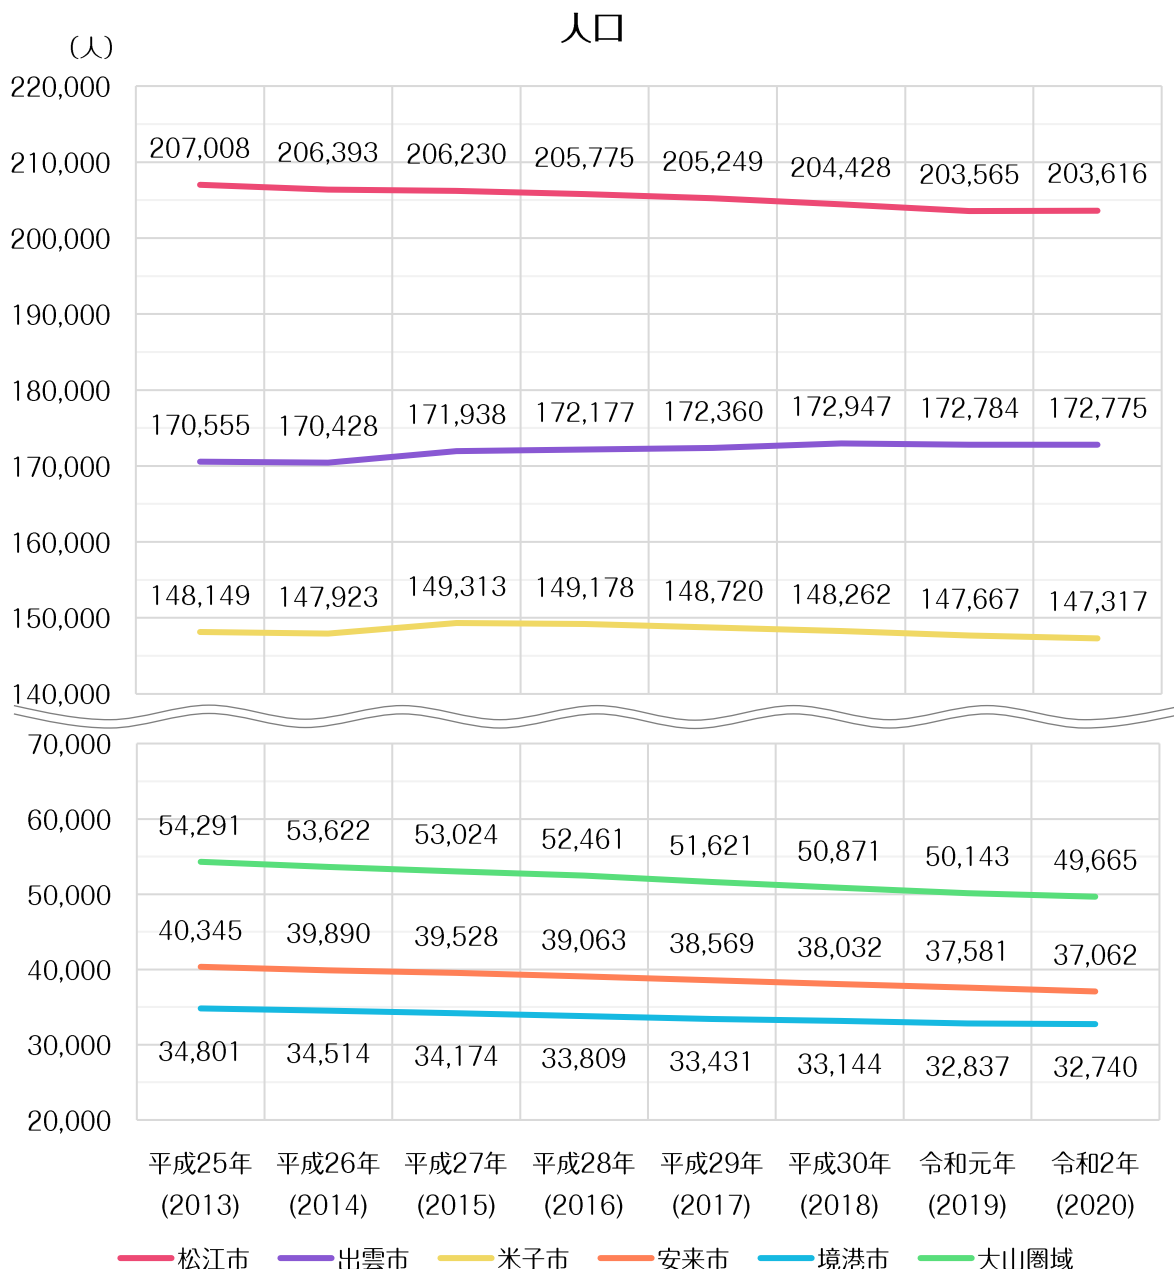 人口
(人)
220,000
207,008 206,393 206,230 205,775 205,249 204,428 203,565 203,616
210,000
200,000
190,000
180,000
170,555 170,428 171,938 172,177 172,360 172,947 172,784 172,775
170,000
160,000
148,149 147,923 149,313 149,178 148,720 148,262 147,667 147,317
150,000
140,000
70,000
60,000
54,291 53,622 53,024 52,461 51,621 50,871 50,143 49,665
50,000
40,345 39,890 39,528 39,063 38,569 38,032 37,581 37,062
40,000
30,000
34,801 34,514 34,174 33,809 33,431 33,144 32,837 32,740
20,000
平成25年 平成26年 平成27年 平成28年 平成29年 平成30年 令和元年 令和2年
(2013) (2014) (2015) (2016) (2017) (2018) (2019) (2020)
松江市 出雲市 米子市 安来市 境港市 大山圏域